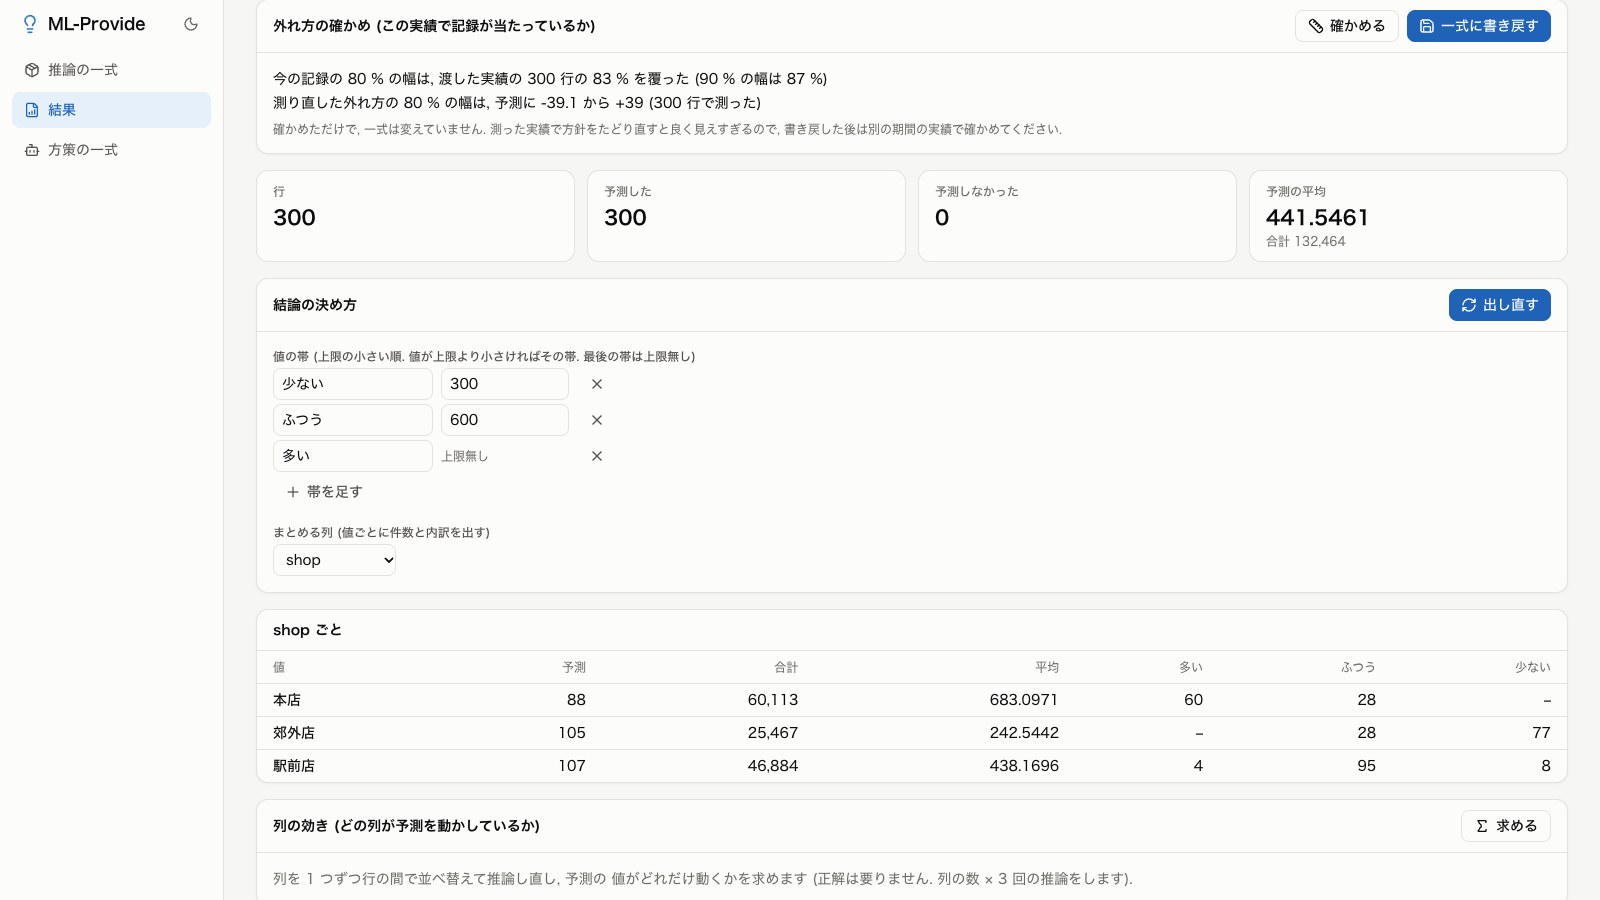 ML-Provide
推論の一式
結果
方策の一式
外れ方の確かめ (この実績で記録が当たっているか)
確かめる
一式に書き戻す
今の記録の 80 % の幅は, 渡した実績の 300 行の 83 % を覆った (90 % の幅は 87 %)
測り直した外れ方の 80 % の幅は, 予測に -39.1 から +39 (300 行で測った)
確かめただけで, 一式は変えていません. 測った実績で方針をたどり直すと良く見えすぎるので, 書き戻した後は別の期間の実績で確かめてください.
行
300
予測した
300
予測しなかった
0
予測の平均
441.5461
合計 132,464
結論の決め方
出し直す
値の帯 (上限の小さい順. 値が上限より小さければその帯. 最後の帯は上限無し)
少ない 300
ふつう 600
多い 上限無し
帯を足す
まとめる列 (値ごとに件数と内訳を出す)
shop
shop ごと
値 予測 合計 平均 多い ふつう 少ない
本店 88 60,113 683.0971 60 28 –
郊外店 105 25,467 242.5442 – 28 77
駅前店 107 46,884 438.1696 4 95 8
列の効き (どの列が予測を動かしているか)
求める
列を 1 つずつ行の間で並べ替えて推論し直し, 予測の 値がどれだけ動くかを求めます (正解は要りません. 列の数 × 3 回の推論をします).